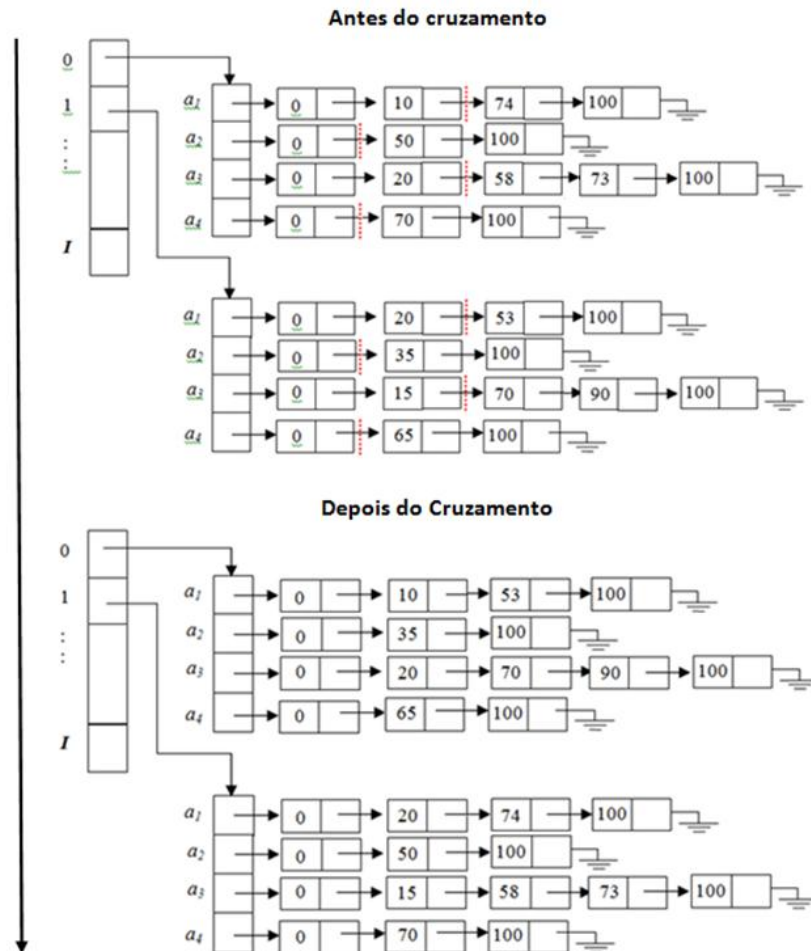 Antes do cruzamento
0
1
⋮
I
a₁ 0 10 74 100
a₂ 0 50 100
a₃ 0 20 58 73 100
a₄ 0 70 100
a₁ 0 20 53 100
a₂ 0 35 100
a₃ 0 15 70 90 100
a₄ 0 65 100
Depois do Cruzamento
0
1
⋮
I
a₁ 0 10 53 100
a₂ 0 35 100
a₃ 0 20 70 90 100
a₄ 0 65 100
a₁ 0 20 74 100
a₂ 0 50 100
a₃ 0 15 58 73 100
a₄ 0 70 100